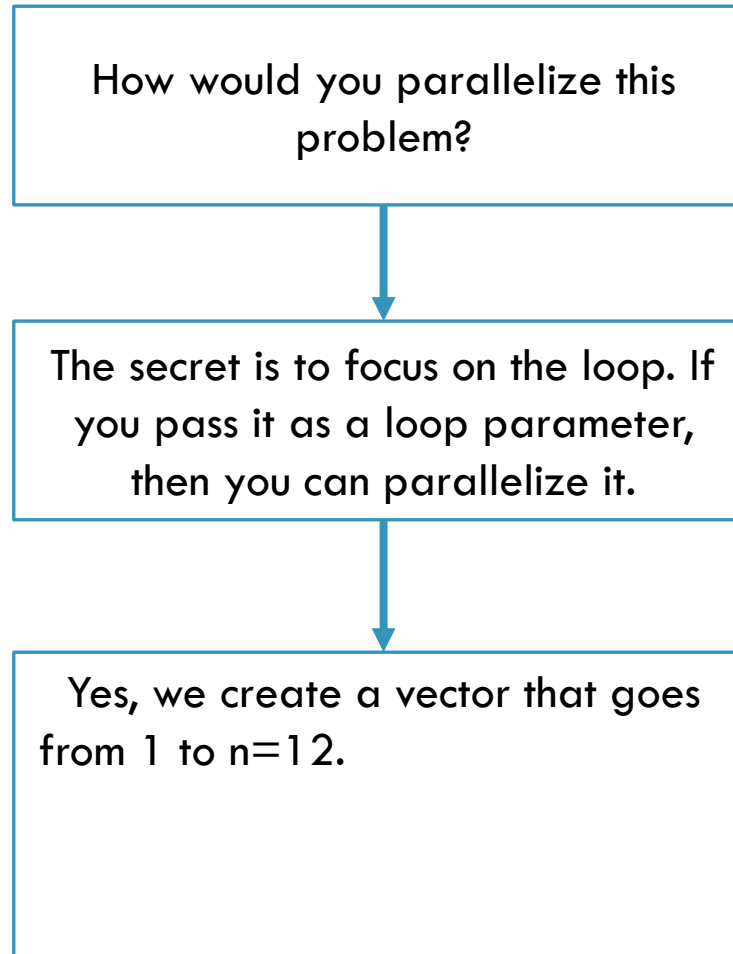 How would you parallelize this
problem?
The secret is to focus on the loop. If
you pass it as a loop parameter,
then you can parallelize it.
Yes, we create a vector that goes
from 1 to n=12.